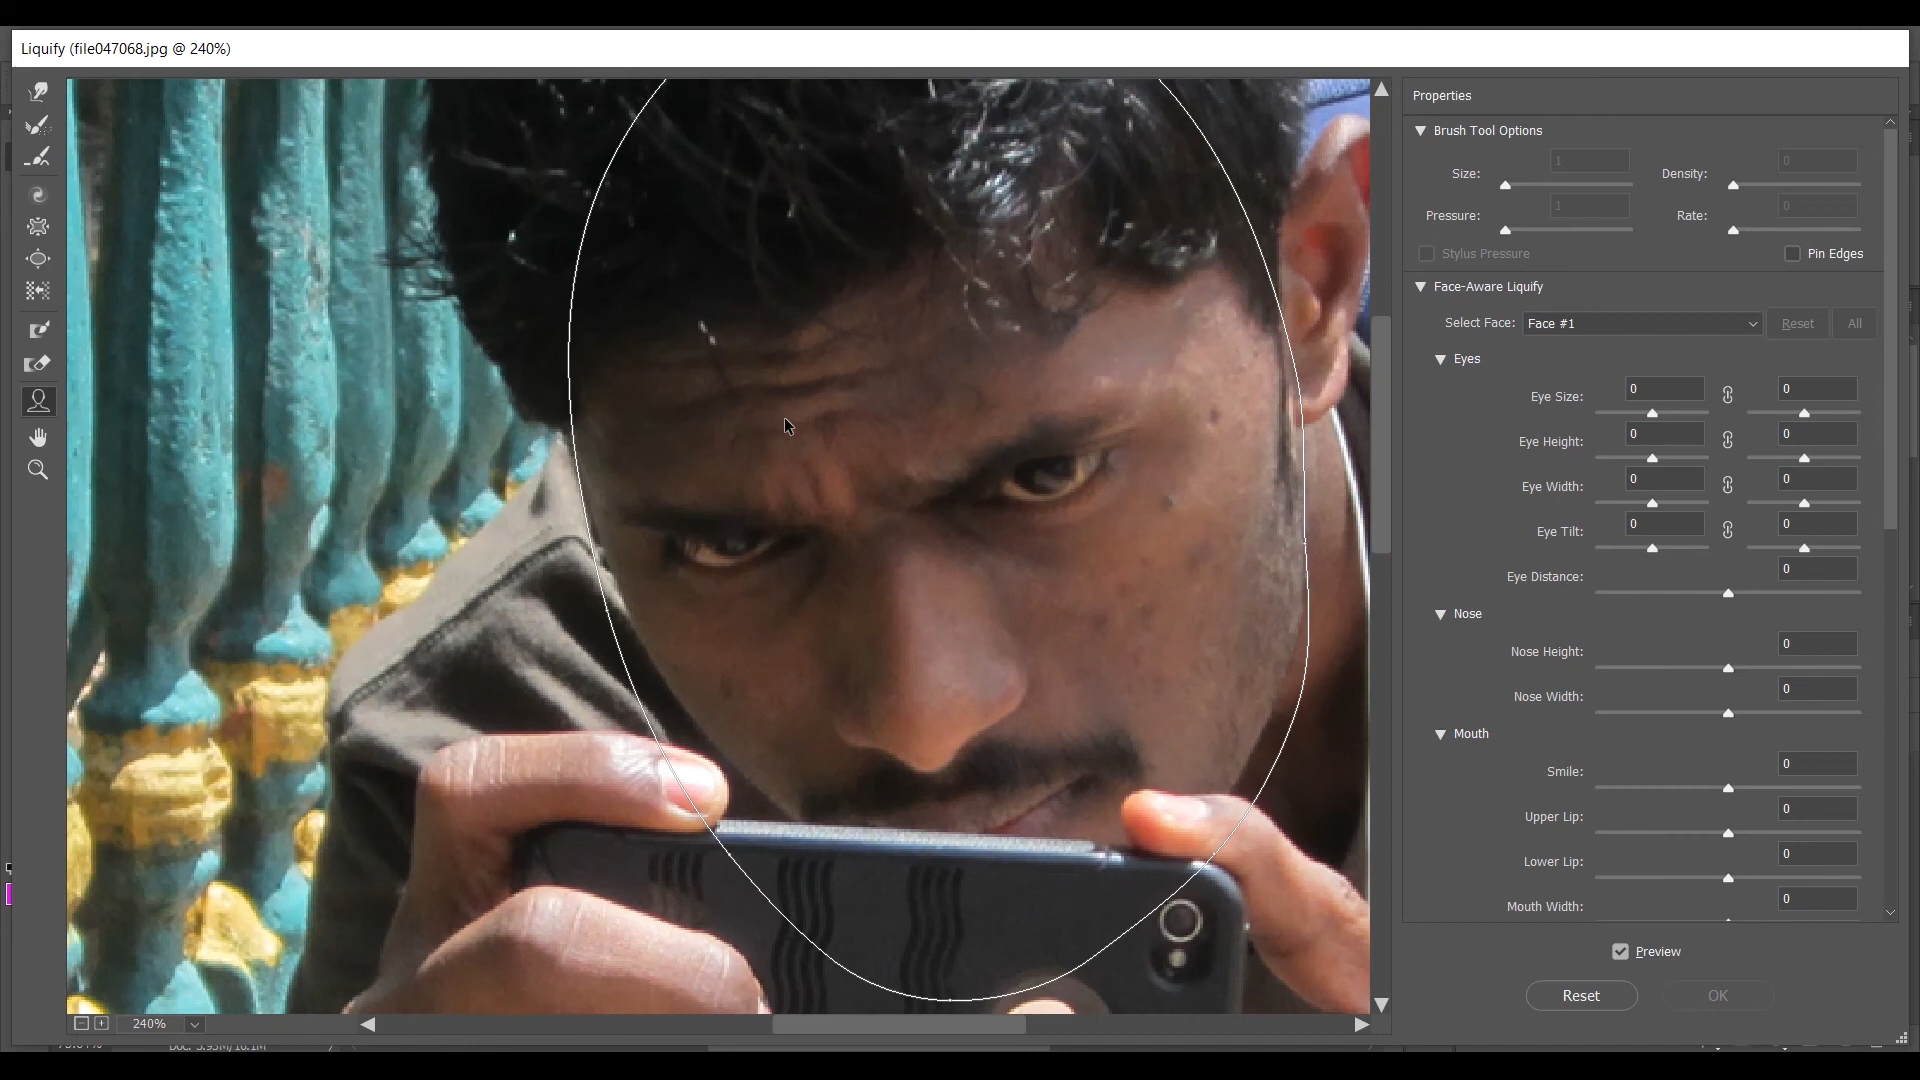 Liquify (file047068.jpg @ 240%)
Properties
Brush Tool Options
Size: 1 Density: 0
Pressure: 1 Rate: 0
Stylus Pressure Pin Edges
Face-Aware Liquify
Select Face: Face #1 Reset All
Eyes
Eye Size: 0 0
Eye Height: 0 0
Eye Width: 0 0
Eye Tilt: 0 0
Eye Distance: 0
Nose
Nose Height: 0
Nose Width: 0
Mouth
Smile: 0
Upper Lip: 0
Lower Lip: 0
Mouth Width: 0
Preview
Reset OK
240%